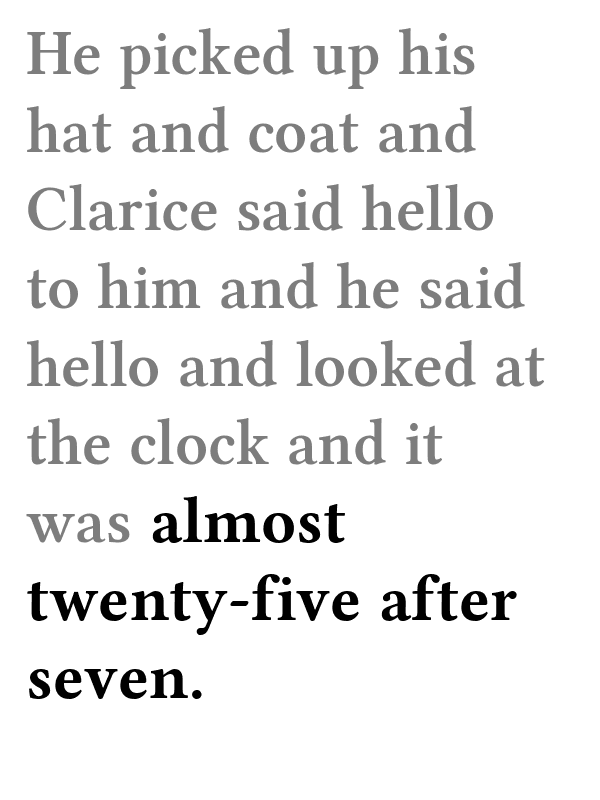 He picked up his
hat and coat and
Clarice said hello
to him and he said
hello and looked at
the clock and it
was almost
twenty-five after
seven.